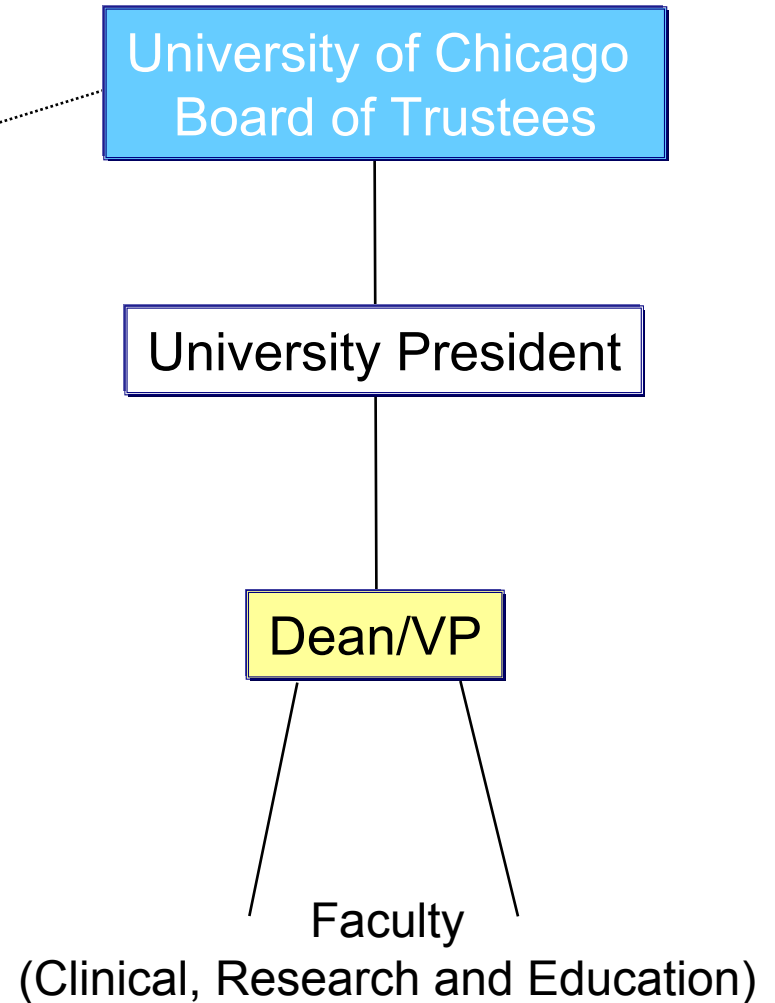 University of Chicago
Board of Trustees
University President
Dean/VP
Faculty
(Clinical, Research and Education)